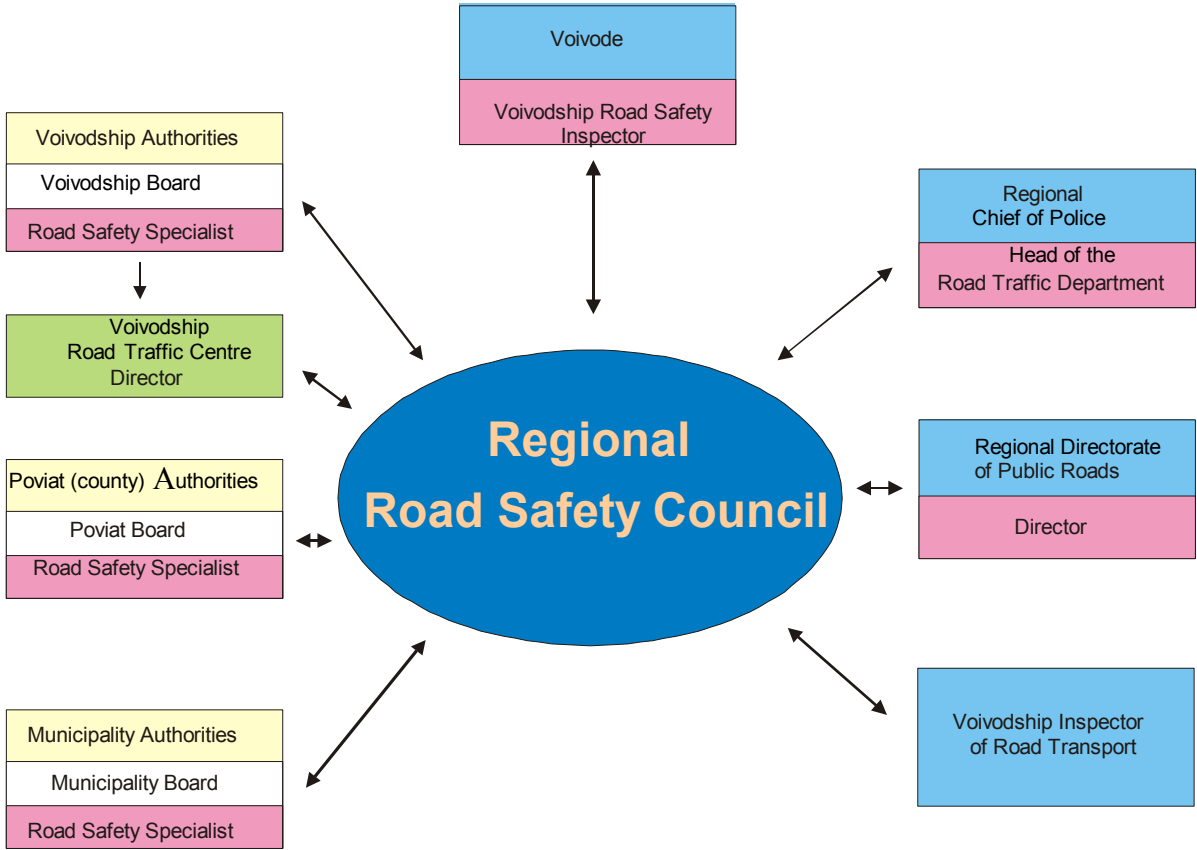 Voivode
Voivodship Road Safety
Inspector
Voivodship Authorities
Voivodship Board
Road Safety Specialist
Voivodship
Road Traffic Centre
Director
Poviat (county) Authorities
Poviat Board
Road Safety Specialist
Municipality Authorities
Municipality Board
Road Safety Specialist
Regional
Road Safety Council
Regional
Chief of Police
Head of the
Road Traffic Department
Regional Directorate
of Public Roads
Director
Voivodship Inspector
of Road Transport